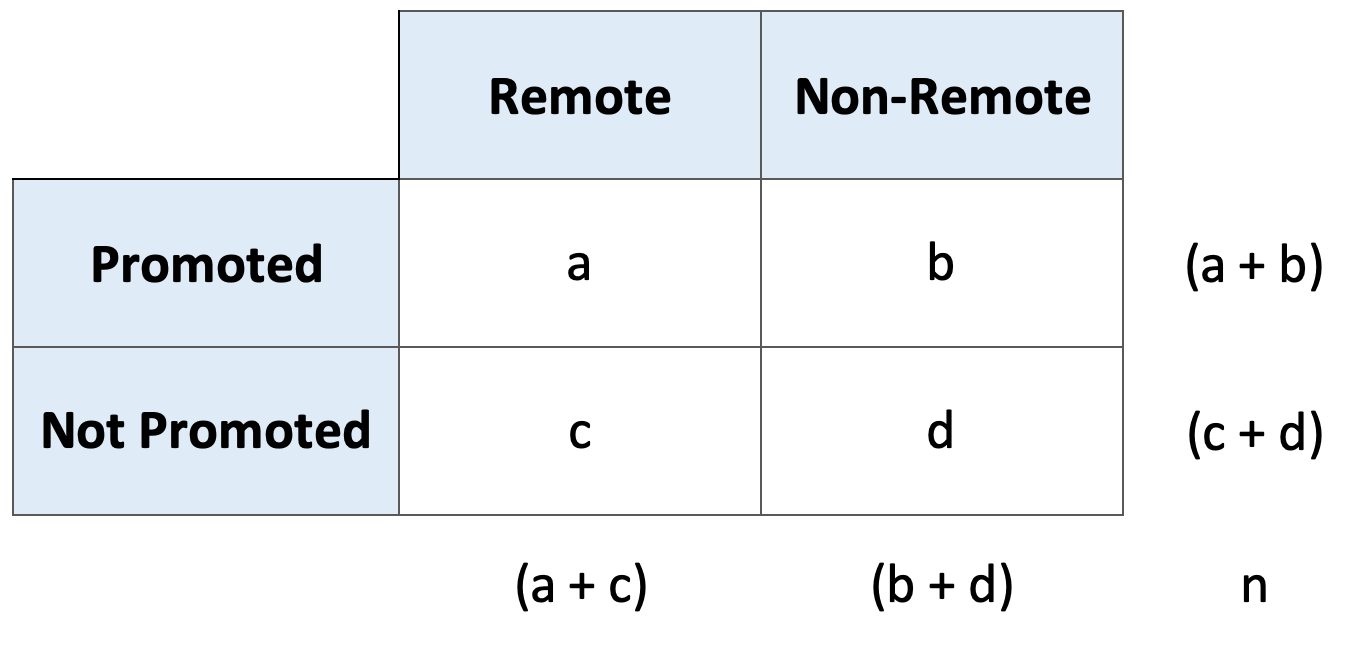 Remote Non-Remote
Promoted a b (a + b)
Not Promoted c d (c + d)
(a + c) (b + d) n